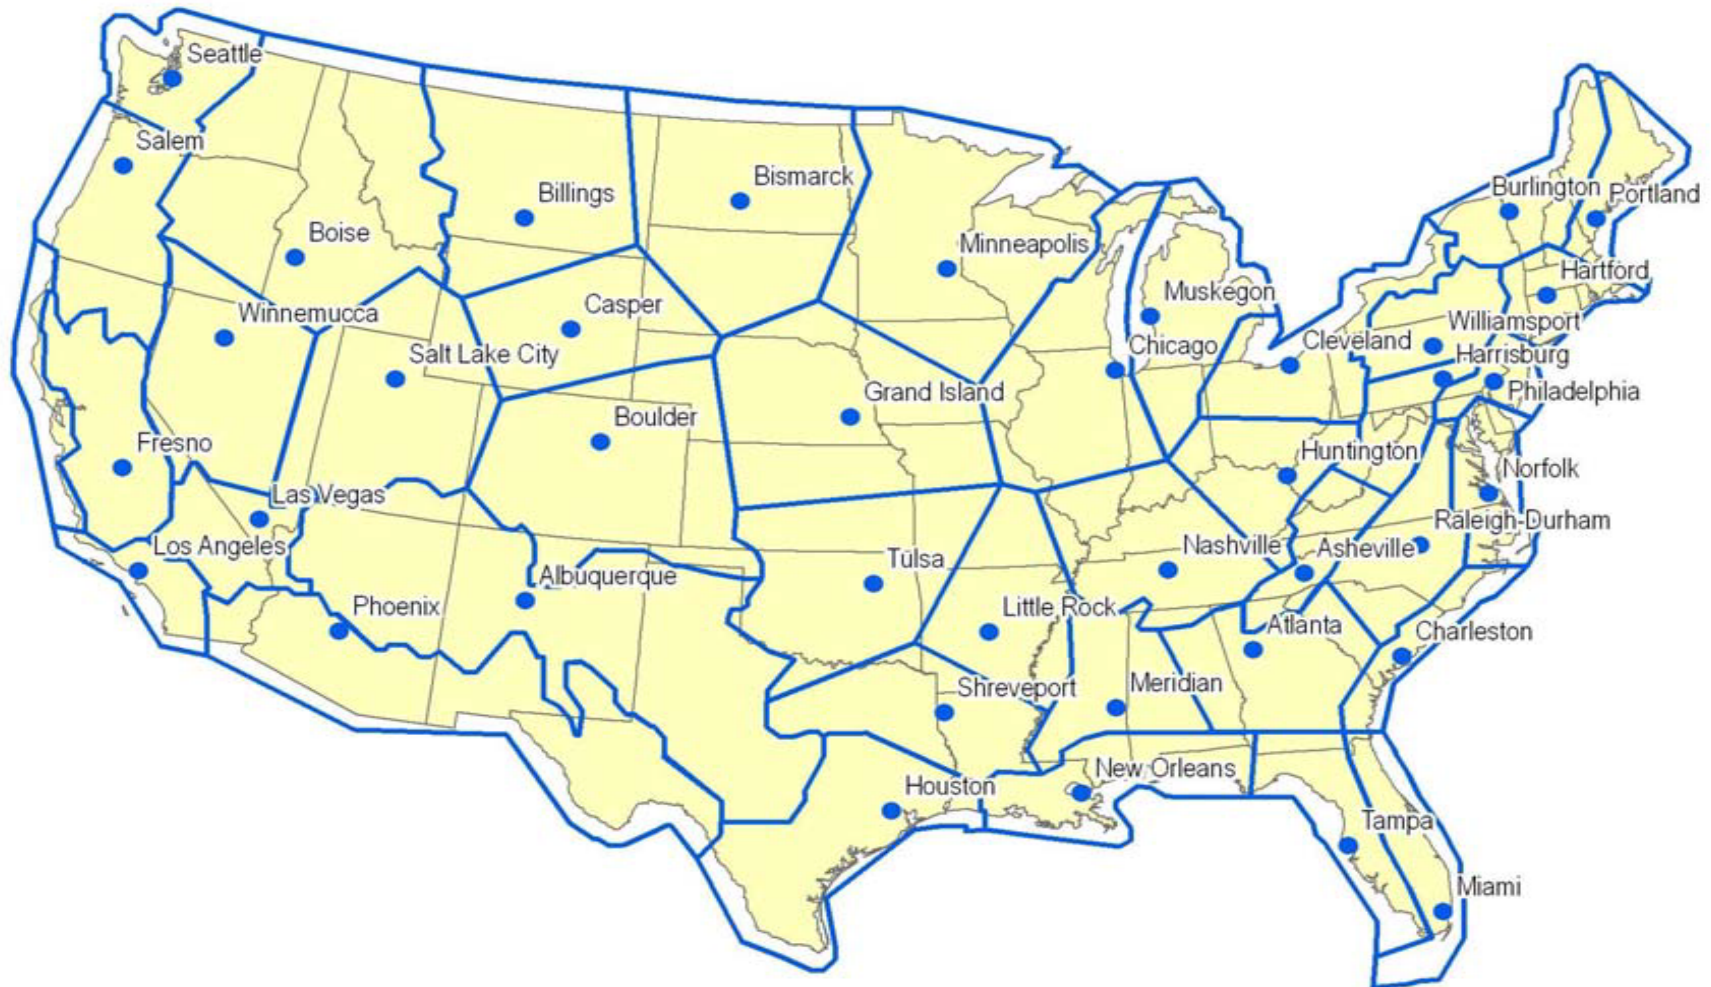 Seattle
Salem
Burlington
Portland
Bismarck
Billings
Boise
Minneapolis
Hartford
Muskegon
Casper
Winnemucca
Williamsport
Cleveland
Chicago
Salt Lake City
Harrisburg
Grand Island
Philadelphia
Boulder
Fresno
Huntington
Norfolk
Las Vegas
Raleigh-Durham
Los Angeles
Nashville
Asheville
Tulsa
Albuquerque
Phoenix
Little Rock
Atlanta
Charleston
Shreveport
Meridian
New Orleans
Houston
Tampa
Miami